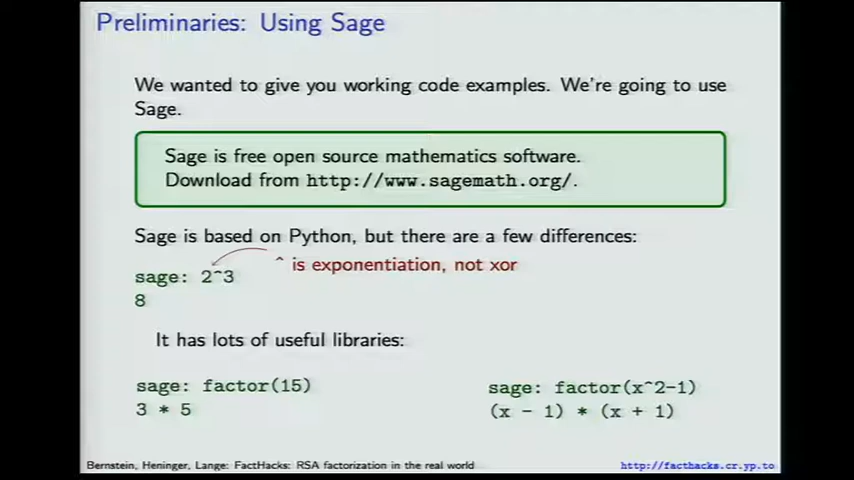 Preliminaries: Using Sage
We wanted to give you working code examples. We're going to use
Sage.
Sage is free open source mathematics software.
Download from http://www.sagemath.org/.
Sage is based on Python, but there are a few differences:
^ is exponentiation, not xor
sage: 2^3
8
It has lots of useful libraries:
sage: factor(15)
3 * 5
sage: factor(x^2-1)
(x - 1) * (x + 1)
Bernstein, Heninger, Lange: FactHacks: RSA factorization in the real world
http://facthacks.cr.yp.to